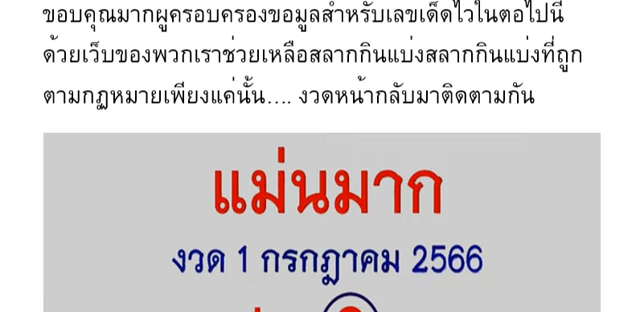 ขอบคุณมากผู้ครอบครองข้อมูลสำหรับเลขเด็ดไว้ในต่อไปนี้
ด้วยเว็บของพวกเราช่วยเหลือสลากกินแบ่งสลากกินแบ่งที่ถูก
ตามกฎหมายเพียงแค่นั้น.... งวดหน้ากลับมาติดตามกัน
แม่นมาก
งวด 1 กรกฎาคม 2566